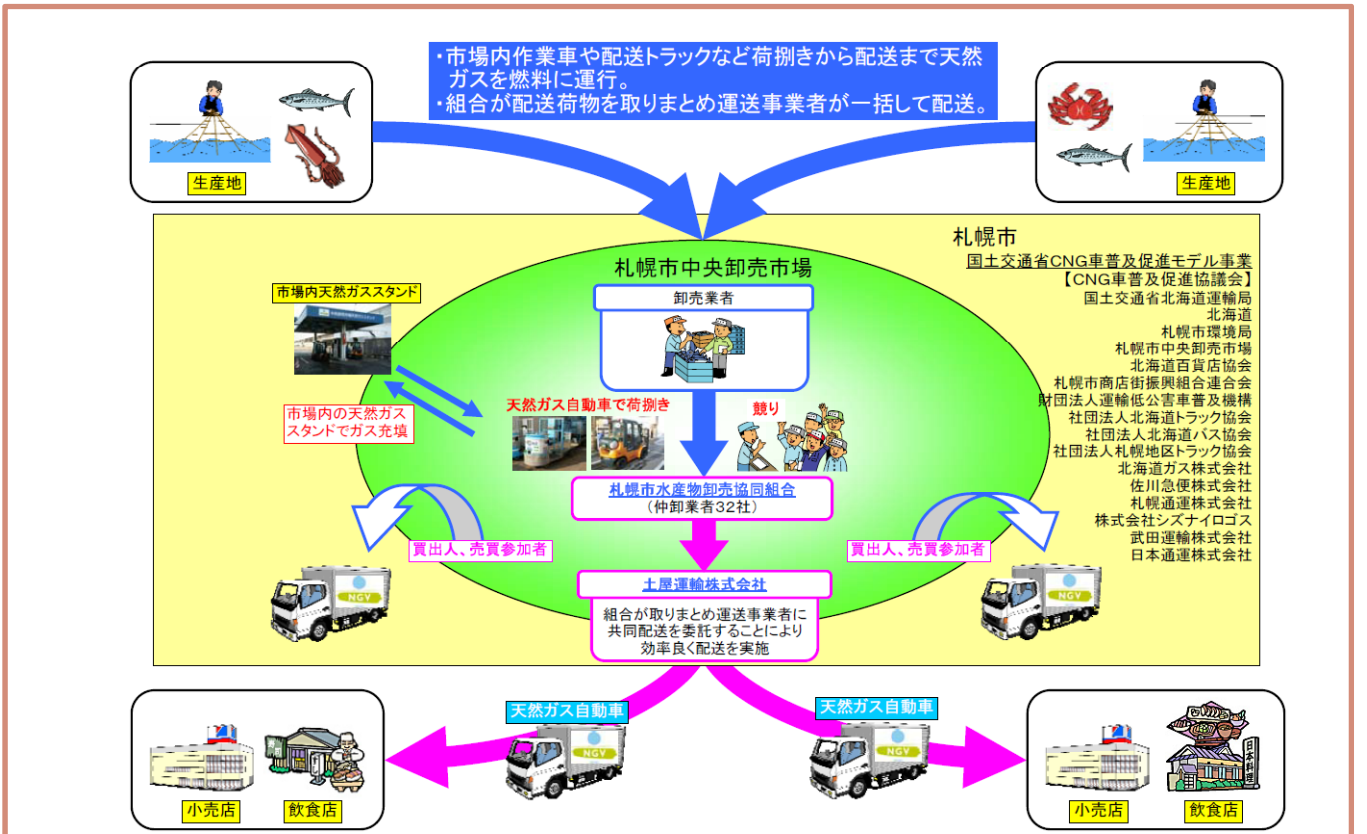 ・市場内作業車や配送トラックなど荷捌きから配送まで天然
ガスを燃料に運行。
・組合が配送荷物を取りまとめ運送事業者が一括して配送。
生産地
生産地
札幌市
国土交通省CNG車普及促進モデル事業
【CNG車普及促進協議会】
国土交通省北海道運輸局
北海道
札幌市環境局
札幌市中央卸売市場
北海道百貨店協会
札幌市商店街振興組合連合会
財団法人運輸低公害車普及機構
社団法人北海道トラック協会
社団法人北海道バス協会
社団法人札幌地区トラック協会
北海道ガス株式会社
佐川急便株式会社
札幌通運株式会社
株式会社シズナイロゴス
武田運輸株式会社
日本通運株式会社
札幌市中央卸売市場
卸売業者
市場内天然ガススタンド
市場内の天然ガス
スタンドでガス充填
天然ガス自動車で荷捌き
競り
札幌市水産物卸売協同組合
(仲卸業者32社)
買出人、売買参加者
買出人、売買参加者
NGV
NGV
土屋運輸株式会社
組合が取りまとめ運送事業者に
共同配送を委託することにより
効率良く配送を実施
天然ガス自動車
天然ガス自動車
NGV
NGV
小売店
飲食店
日本料理
小売店
飲食店